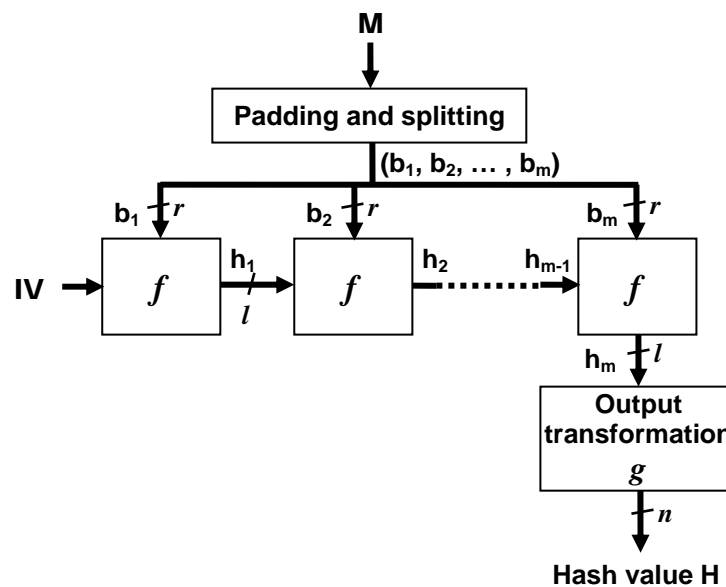 M
Padding and splitting
(b₁, b₂, … , bₘ)
b₁ r b₂ r bₘ r
IV f h₁ l f h₂ hₘ₋₁ f
hₘ l
Output
transformation
g
n
Hash value H